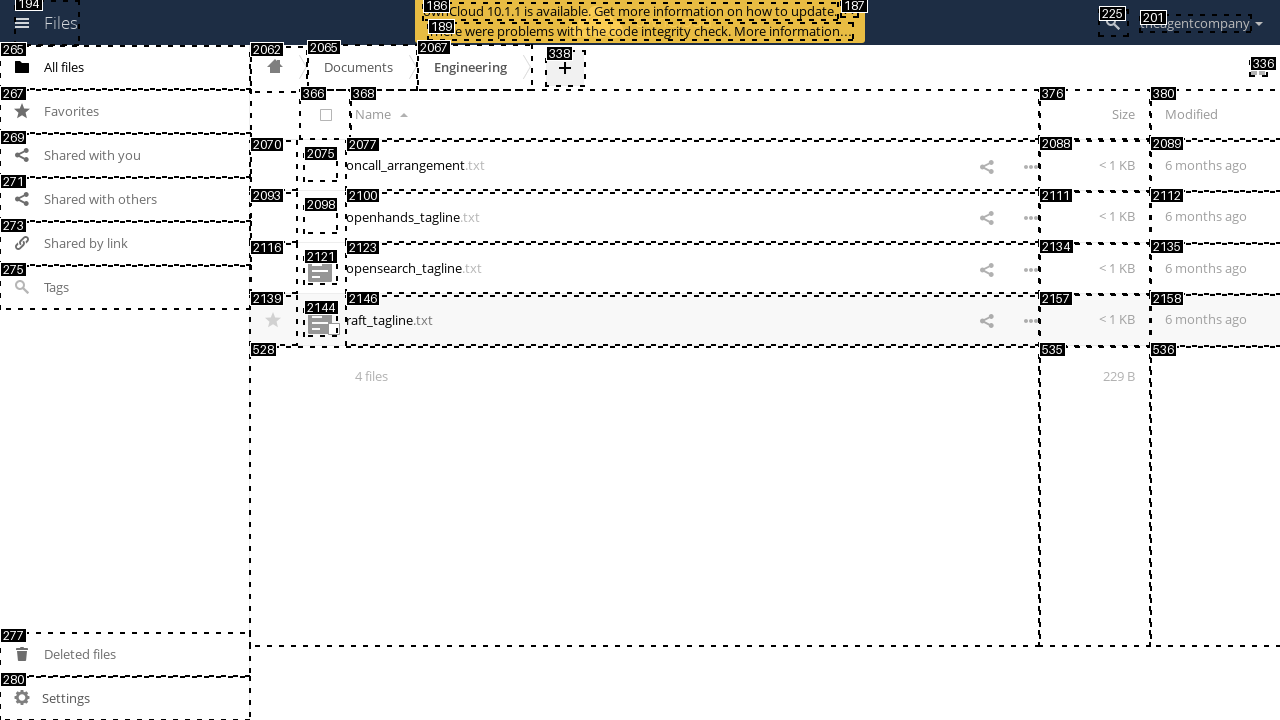 194
Files
186
ownCloud 10.1.1 is available. Get more information on how to update.
187
189
There were problems with the code integrity check. More information…
225
201
theagentcompany
265
All files
267
Favorites
269
Shared with you
271
Shared with others
273
Shared by link
275
Tags
277
Deleted files
280
Settings
2062
2065
Documents
2067
Engineering
338
336
366
368
Name
376
Size
380
Modified
2070
2075
2077
oncall_arrangement.txt
2088
< 1 KB
2089
6 months ago
2093
2098
2100
openhands_tagline.txt
2111
< 1 KB
2112
6 months ago
2116
2121
2123
opensearch_tagline.txt
2134
< 1 KB
2135
6 months ago
2139
2144
2146
raft_tagline.txt
2157
< 1 KB
2158
6 months ago
528
4 files
535
229 B
536